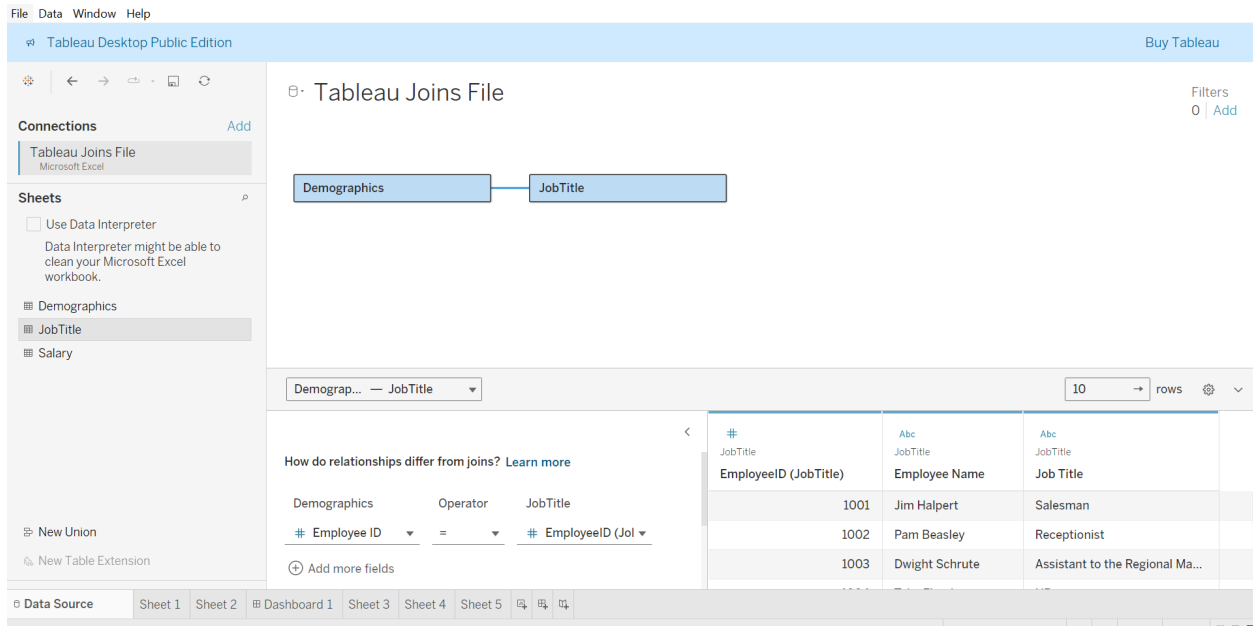 File Data Window Help
Tableau Desktop Public Edition
Buy Tableau
Connections
Add
Tableau Joins File
Microsoft Excel
Sheets
Use Data Interpreter
Data Interpreter might be able to
clean your Microsoft Excel
workbook.
Demographics
JobTitle
Salary
New Union
New Table Extension
Tableau Joins File
Filters
0 Add
Demographics
JobTitle
Demograp... — JobTitle
10 → rows
How do relationships differ from joins? Learn more
Demographics Operator JobTitle
# Employee ID = # EmployeeID (Jol
Add more fields
# Abc Abc
JobTitle JobTitle JobTitle
EmployeeID (JobTitle) Employee Name Job Title
1001 Jim Halpert Salesman
1002 Pam Beasley Receptionist
1003 Dwight Schrute Assistant to the Regional Ma...
Data Source Sheet 1 Sheet 2 Dashboard 1 Sheet 3 Sheet 4 Sheet 5